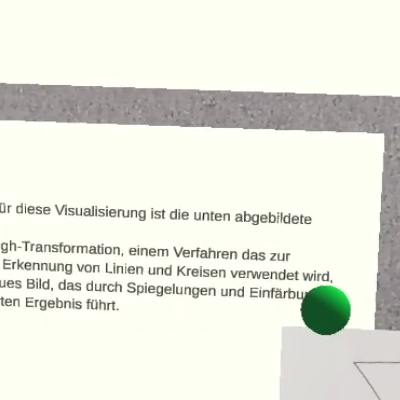 ür diese Visualisierung ist die unten abgebildete
gh-Transformation, einem Verfahren das zur
Erkennung von Linien und Kreisen verwendet wird,
ues Bild, das durch Spiegelungen und
ten Ergebnis führt.